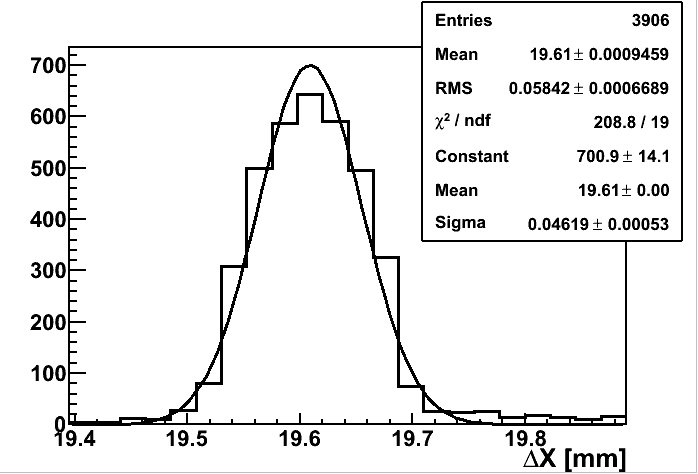 Entries 3906
Mean 19.61 ± 0.0009459
RMS 0.05842 ± 0.0006689
χ² / ndf 208.8 / 19
Constant 700.9 ± 14.1
Mean 19.61 ± 0.00
Sigma 0.04619 ± 0.00053
700
600
500
400
300
200
100
0
19.4 19.5 19.6 19.7 19.8
ΔX [mm]